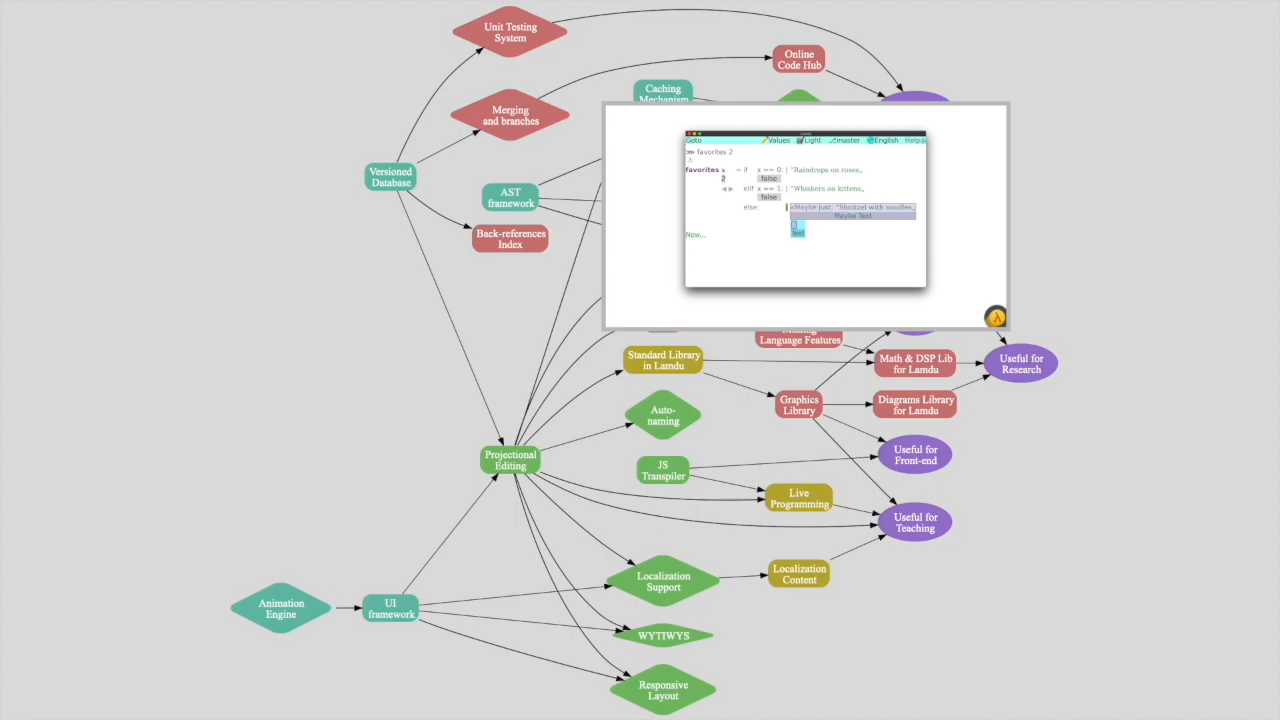 Unit Testing
System
Online
Code Hub
Caching
Mechanism
Merging
and branches
Versioned
Database
AST
framework
Back-references
Index
Goto
Values
Light
master
English
favorites 2
favorites x = if x == 0: | "Raindrops on roses„
2
false
elif x == 1: | "Whiskers on kittens„
false
else:
Maybe just: "Shnitzel with noodles„
Maybe Text
Text
New...
Language Features
Standard Library
in Lamdu
Math & DSP Lib
for Lamdu
Useful for
Research
Auto-
naming
Graphics
Library
Diagrams Library
for Lamdu
Projectional
Editing
JS
Transpiler
Useful for
Front-end
Live
Programming
Useful for
Teaching
Localization
Support
Localization
Content
Animation
Engine
UI
framework
WYTIWYS
Responsive
Layout